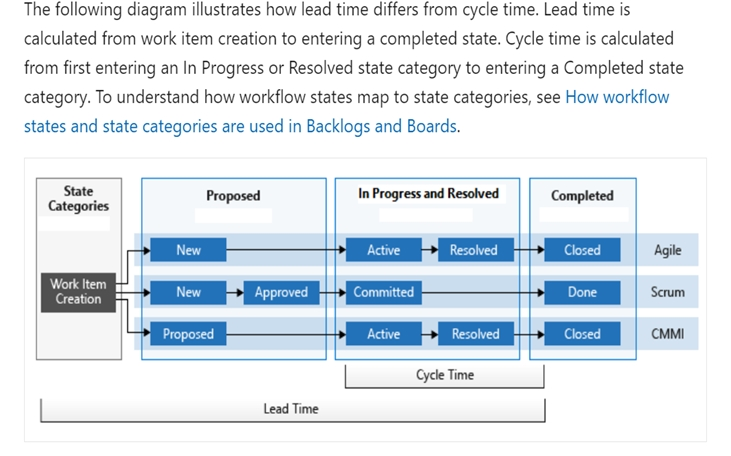 The following diagram illustrates how lead time differs from cycle time. Lead time is
calculated from work item creation to entering a completed state. Cycle time is calculated
from first entering an In Progress or Resolved state category to entering a Completed state
category. To understand how workflow states map to state categories, see How workflow
states and state categories are used in Backlogs and Boards.
State
Categories
Proposed
In Progress and Resolved
Completed
New
Active
Resolved
Closed
Agile
Work Item
Creation
New
Approved
Committed
Done
Scrum
Proposed
Active
Resolved
Closed
CMMI
Cycle Time
Lead Time